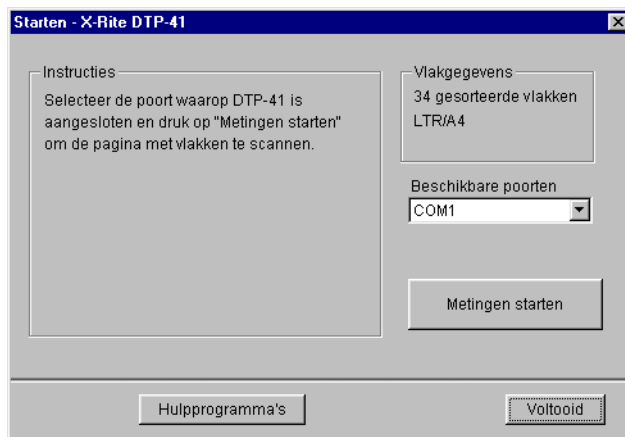 Starten - X-Rite DTP-41
Instructies
Selecteer de poort waarop DTP-41 is
aangesloten en druk op "Metingen starten"
om de pagina met vlakken te scannen.
Vlakgegevens
34 gesorteerde vlakken
LTR/A4
Beschikbare poorten
COM1
Metingen starten
Hulpprogramma's
Voltooid